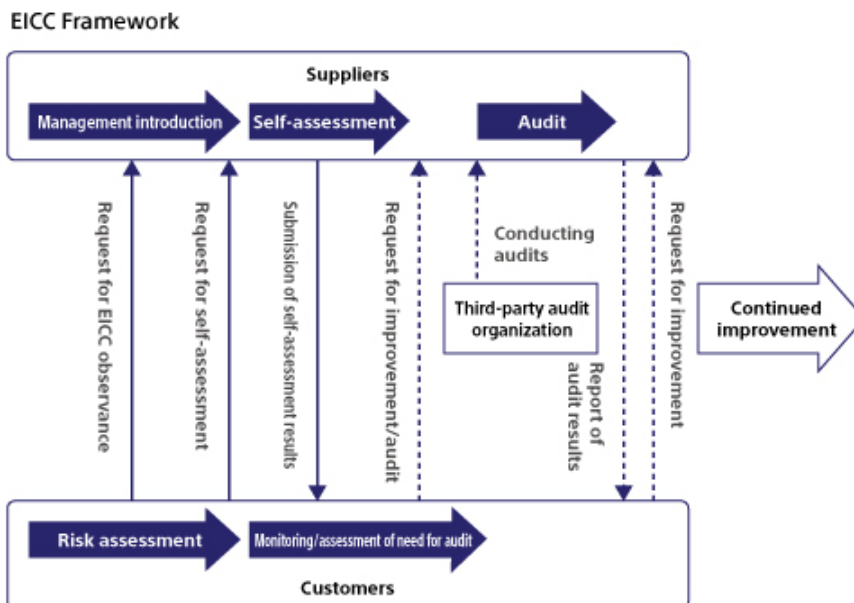 EICC Framework
Suppliers
Management introduction
Self-assessment
Audit
Request for EICC observance
Request for self-assessment
Submission of self-assessment results
Request for improvement/audit
Conducting
audits
Third-party audit
organization
Report of
audit results
Request for improvement
Continued
improvement
Risk assessment
Monitoring/assessment of need for audit
Customers